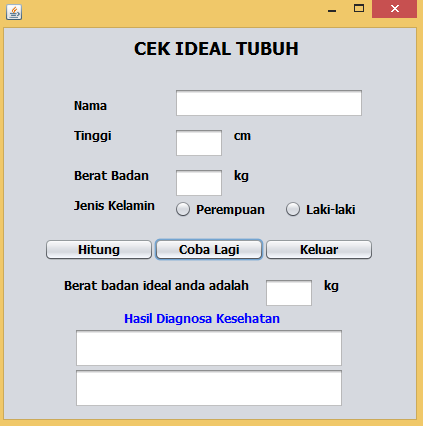 CEK IDEAL TUBUH
Nama
Tinggi cm
Berat Badan kg
Jenis Kelamin Perempuan Laki-laki
Hitung Coba Lagi Keluar
Berat badan ideal anda adalah kg
Hasil Diagnosa Kesehatan